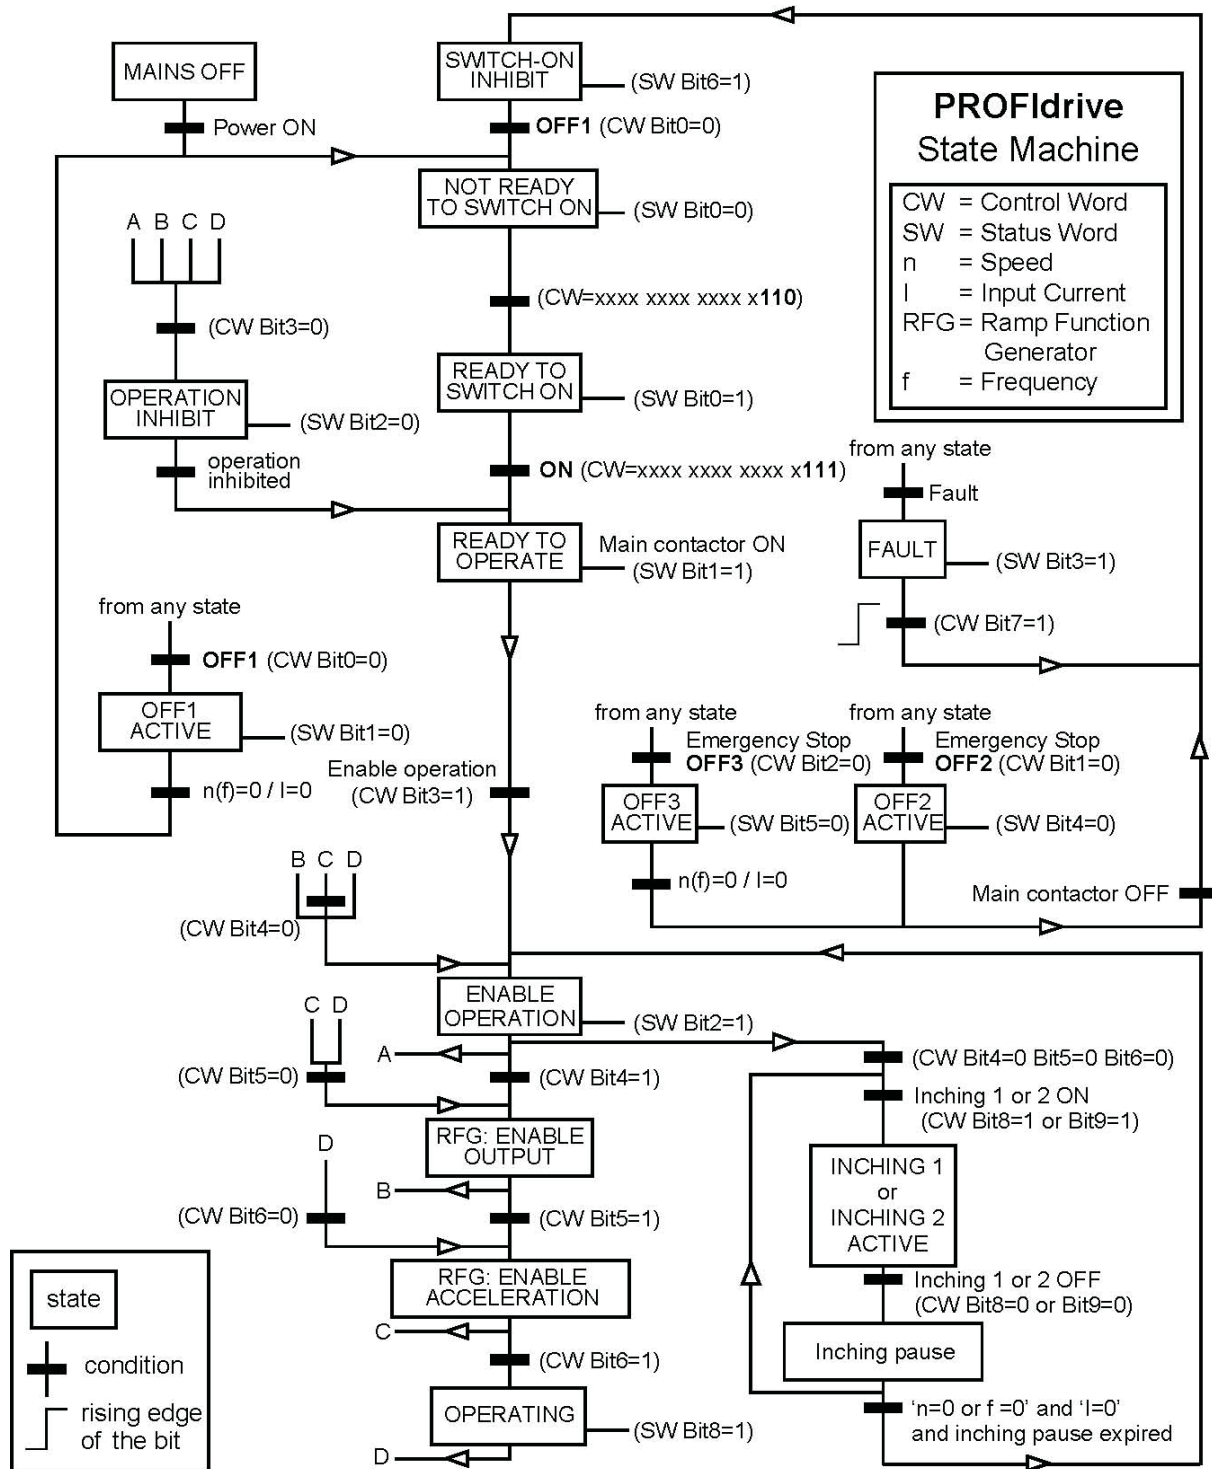 MAINS OFF
Power ON
SWITCH-ON
INHIBIT
(SW Bit6=1)
OFF1 (CW Bit0=0)
NOT READY
TO SWITCH ON
(SW Bit0=0)
(CW=xxxx xxxx xxxx x110)
READY TO
SWITCH ON
(SW Bit0=1)
ON (CW=xxxx xxxx xxxx x111)
READY TO
OPERATE
Main contactor ON
(SW Bit1=1)
PROFIdrive
State Machine
CW = Control Word
SW = Status Word
n = Speed
I = Input Current
RFG = Ramp Function
Generator
f = Frequency
A B C D
(CW Bit3=0)
OPERATION
INHIBIT
(SW Bit2=0)
operation
inhibited
from any state
Fault
FAULT
(SW Bit3=1)
(CW Bit7=1)
from any state
OFF1 (CW Bit0=0)
OFF1
ACTIVE
(SW Bit1=0)
n(f)=0 / I=0
Enable operation
(CW Bit3=1)
from any state
Emergency Stop
OFF3 (CW Bit2=0)
OFF3
ACTIVE
(SW Bit5=0)
n(f)=0 / I=0
from any state
Emergency Stop
OFF2 (CW Bit1=0)
OFF2
ACTIVE
(SW Bit4=0)
Main contactor OFF
B C D
(CW Bit4=0)
ENABLE
OPERATION
(SW Bit2=1)
C D
A
(CW Bit5=0)
(CW Bit4=1)
RFG: ENABLE
OUTPUT
D
B
(CW Bit6=0)
(CW Bit5=1)
RFG: ENABLE
ACCELERATION
C
(CW Bit6=1)
OPERATING
(SW Bit8=1)
D
(CW Bit4=0 Bit5=0 Bit6=0)
Inching 1 or 2 ON
(CW Bit8=1 or Bit9=1)
INCHING 1
or
INCHING 2
ACTIVE
Inching 1 or 2 OFF
(CW Bit8=0 or Bit9=0)
Inching pause
‘n=0 or f =0’ and ‘I=0’
and inching pause expired
state
condition
rising edge
of the bit